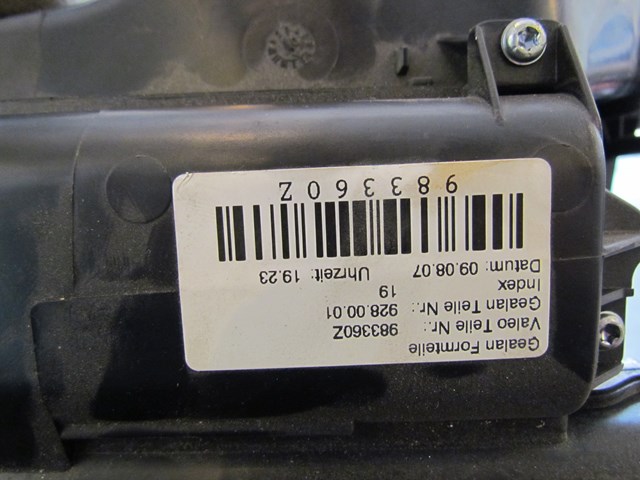 Gealan Formteile
Valeo Teile Nr.: 983360Z
Gealan Teile Nr.: 928.00.01
Index 19
Datum: 09.08.07 Uhrzeit: 19.23
983360Z